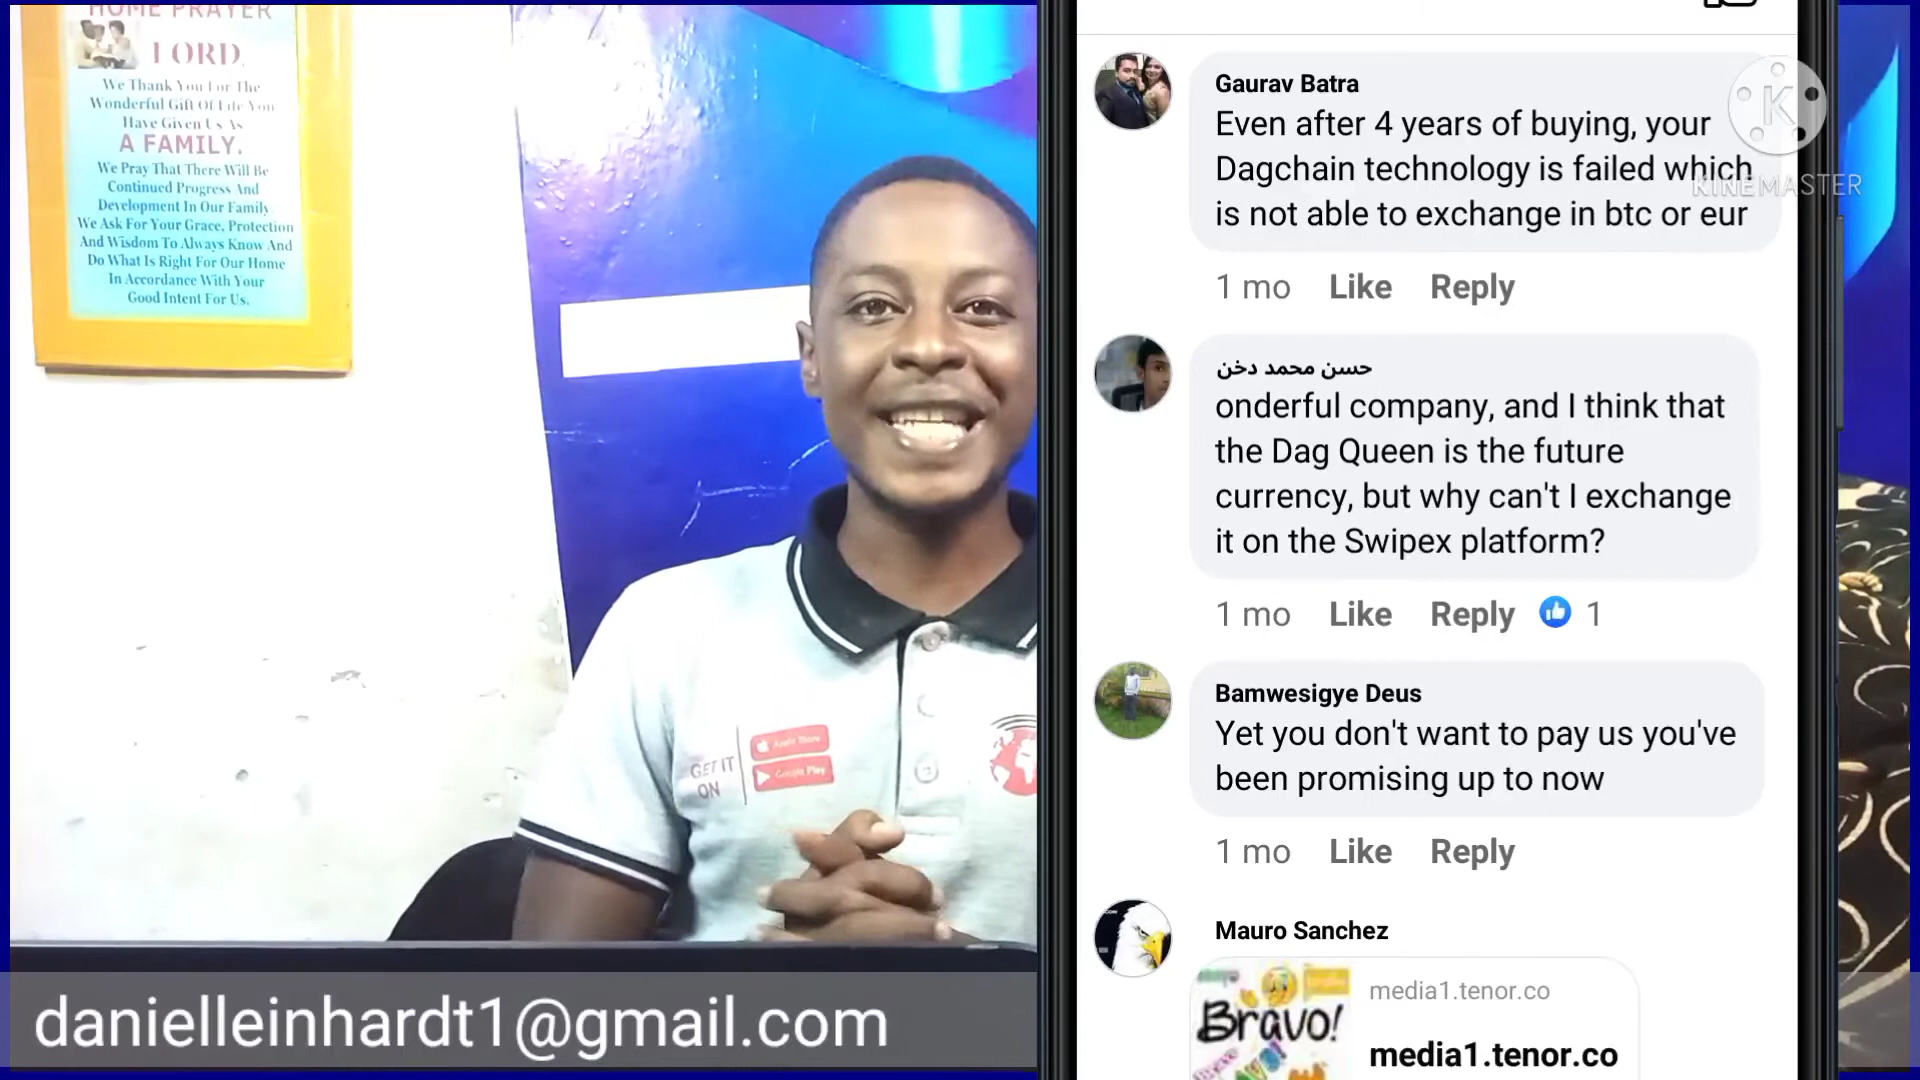 HOME PRAYER
LORD,
We Thank You For The
Wonderful Gift Of Life You
Have Given Us As
A FAMILY.
We Pray That There Will Be
Continued Progress And
Development In Our Family.
We Ask For Your Grace, Protection
And Wisdom To Always Know And
Do What Is Right For Our Home
In Accordance With Your
Good Intent For Us.
GET IT
ON
Apple Store
Google Play
danielleinhardt1@gmail.com
Gaurav Batra
Even after 4 years of buying, your
Dagchain technology is failed which
is not able to exchange in btc or eur
1 mo Like Reply
KINEMASTER
حسن محمد دخن
onderful company, and I think that
the Dag Queen is the future
currency, but why can't I exchange
it on the Swipex platform?
1 mo Like Reply 1
Bamwesigye Deus
Yet you don't want to pay us you've
been promising up to now
1 mo Like Reply
Mauro Sanchez
Bravo!
media1.tenor.co
media1.tenor.co